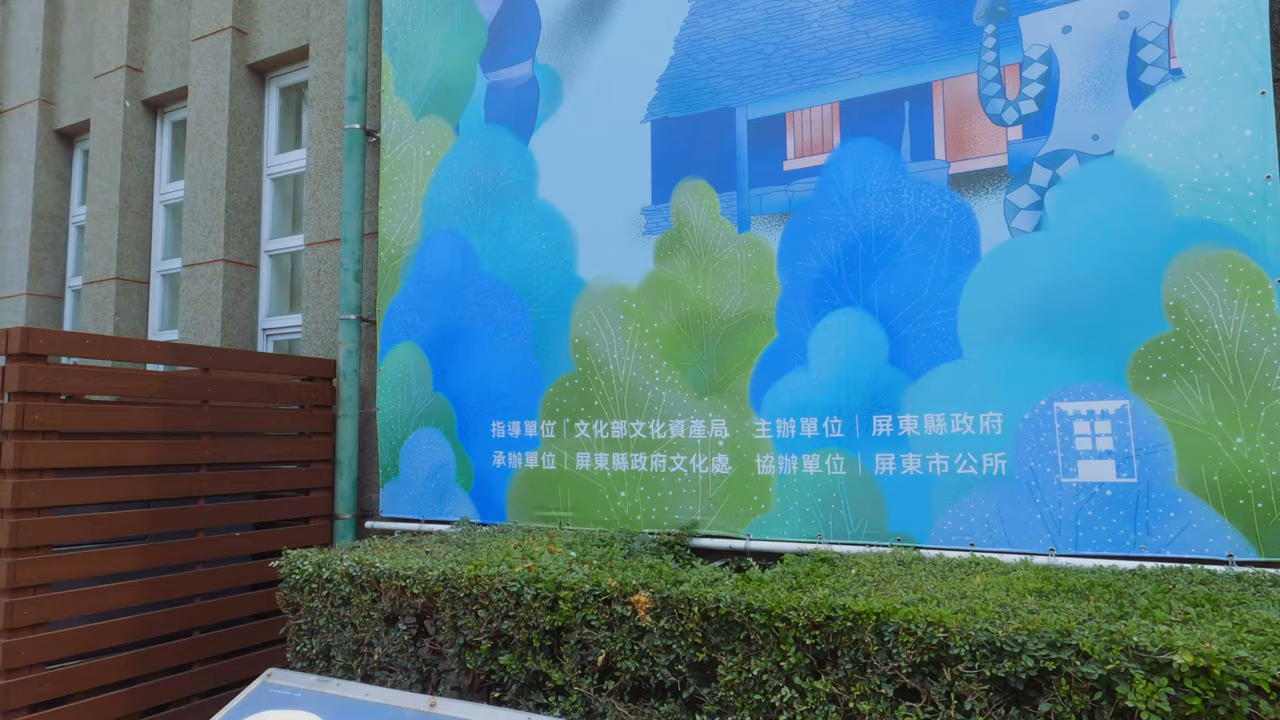 指導單位｜文化部文化資產局 主辦單位｜屏東縣政府
承辦單位｜屏東縣政府文化處 協辦單位｜屏東市公所